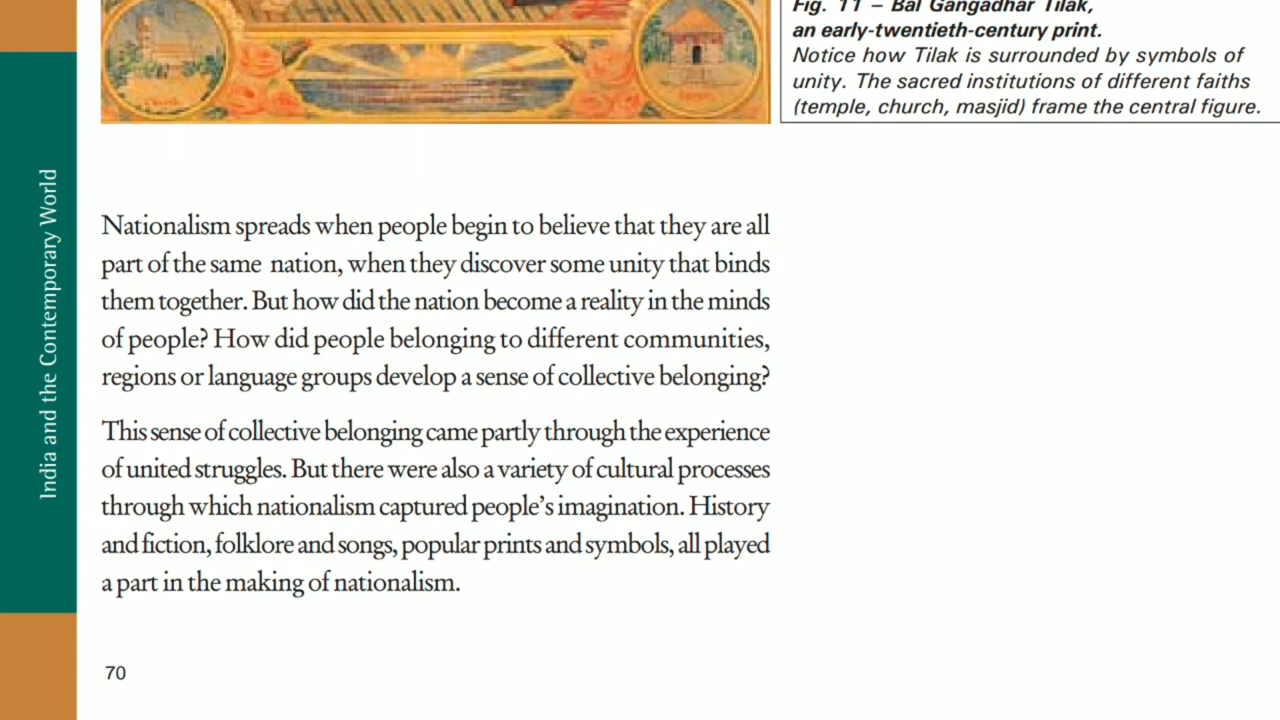 Fig. 11 – Bal Gangadhar Tilak,
an early-twentieth-century print.
Notice how Tilak is surrounded by symbols of
unity. The sacred institutions of different faiths
(temple, church, masjid) frame the central figure.
India and the Contemporary World
Nationalism spreads when people begin to believe that they are all
part of the same nation, when they discover some unity that binds
them together. But how did the nation become a reality in the minds
of people? How did people belonging to different communities,
regions or language groups develop a sense of collective belonging?
This sense of collective belonging came partly through the experience
of united struggles. But there were also a variety of cultural processes
through which nationalism captured people’s imagination. History
and fiction, folklore and songs, popular prints and symbols, all played
a part in the making of nationalism.
70